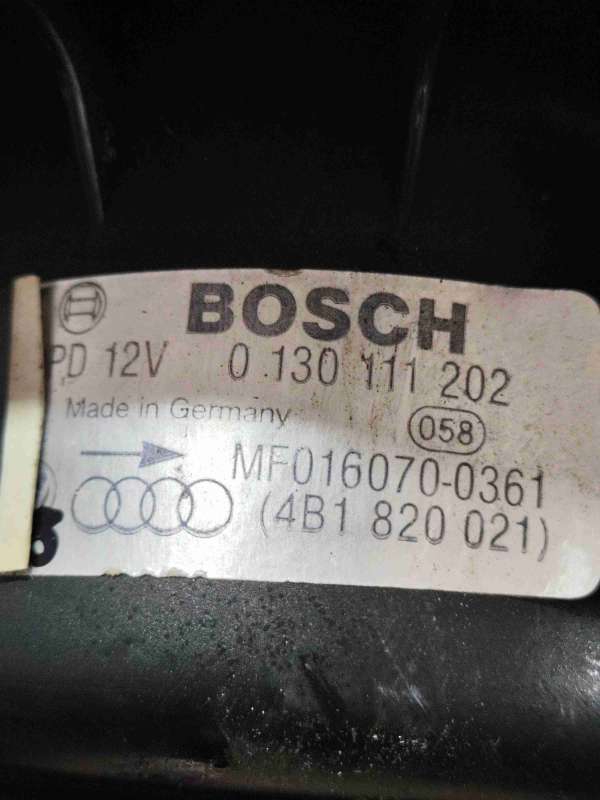 BOSCH
PD 12V 0 130 111 202
Made in Germany
058
MF016070-0361
(4B1 820 021)